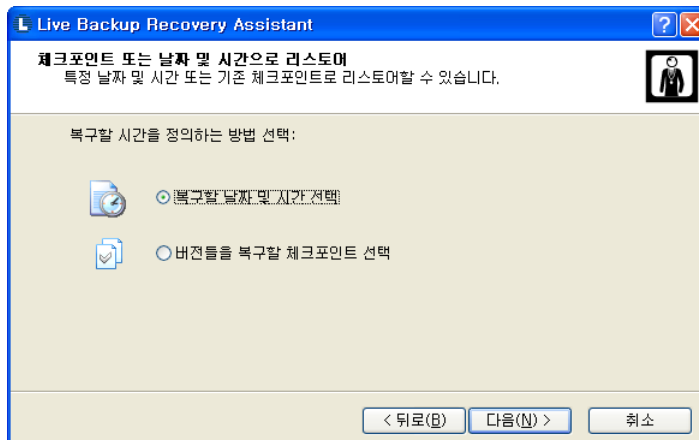 Live Backup Recovery Assistant
체크포인트 또는 날짜 및 시간으로 리스토어
특정 날짜 및 시간 또는 기존 체크포인트로 리스토어할 수 있습니다.
복구할 시간을 정의하는 방법 선택:
복구할 날짜 및 시간 선택
버전들을 복구할 체크포인트 선택
< 뒤로(B) 다음(N) > 취소